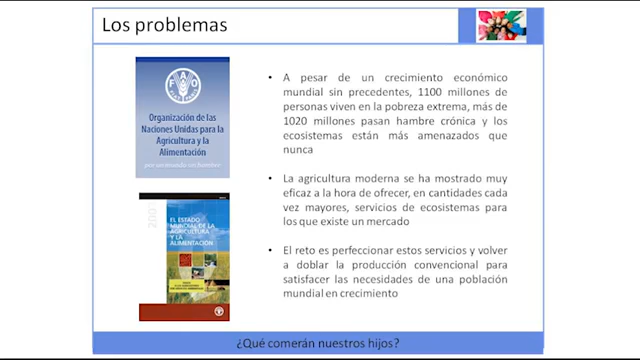 Los problemas
FAO
FIAT PANIS
Organización de las
Naciones Unidas para la
Agricultura y la
Alimentación
A pesar de un crecimiento económico
mundial sin precedentes, 1100 millones de
personas viven en la pobreza extrema, más de
1020 millones pasan hambre crónica y los
ecosistemas están más amenazados que
nunca
EL ESTADO
MUNDIAL DE LA
AGRICULTURA
Y LA
ALIMENTACIÓN
La agricultura moderna se ha mostrado muy
eficaz a la hora de ofrecer, en cantidades cada
vez mayores, servicios de ecosistemas para
los que existe un mercado
El reto es perfeccionar estos servicios y volver
a doblar la producción convencional para
satisfacer las necesidades de una población
mundial en crecimiento
¿Qué comerán nuestros hijos?